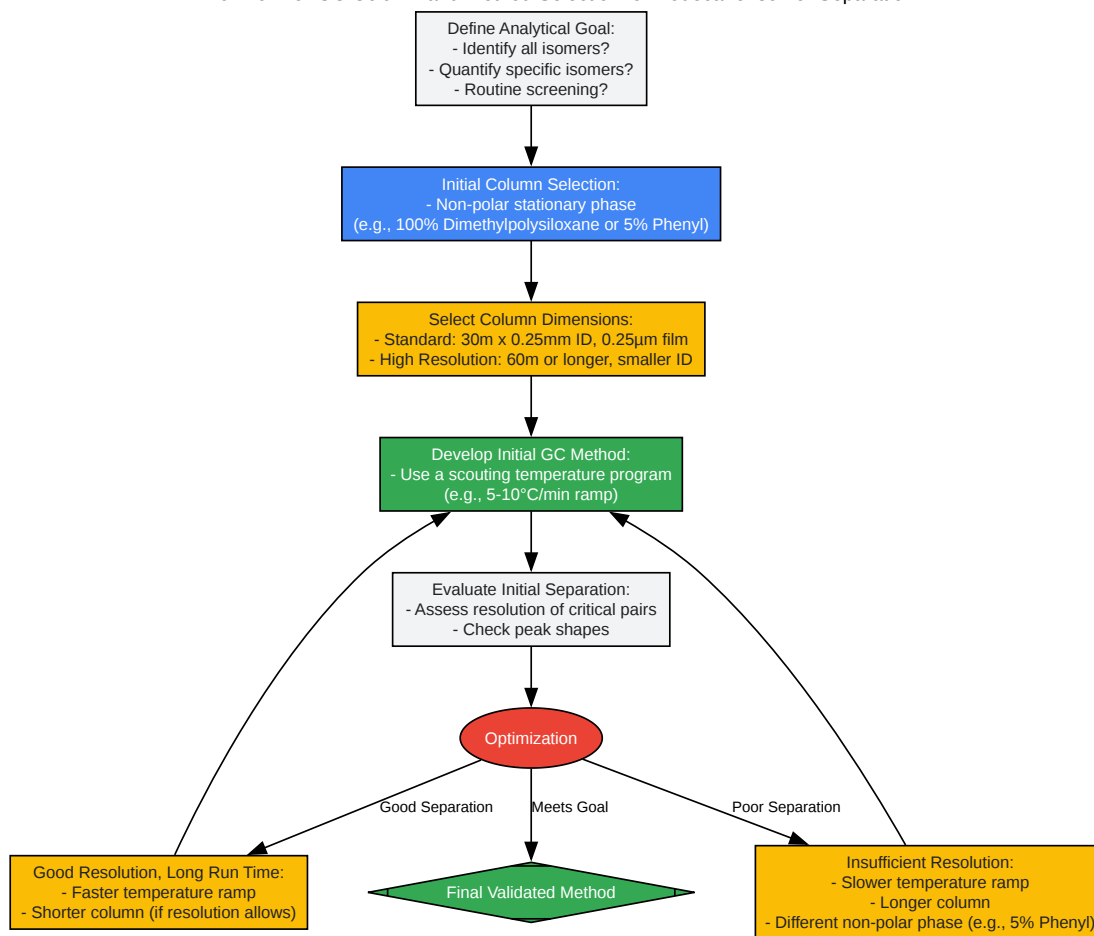 Define Analytical Goal:
- Identify all isomers?
- Quantify specific isomers?
- Routine screening?
Initial Column Selection:
- Non-polar stationary phase
(e.g., 100% Dimethylpolysiloxane or 5% Phenyl)
Select Column Dimensions:
- Standard: 30m x 0.25mm ID, 0.25µm film
- High Resolution: 60m or longer, smaller ID
Develop Initial GC Method:
- Use a scouting temperature program
(e.g., 5-10°C/min ramp)
Evaluate Initial Separation:
- Assess resolution of critical pairs
- Check peak shapes
Optimization
Good Separation
Meets Goal
Poor Separation
Good Resolution, Long Run Time:
- Faster temperature ramp
- Shorter column (if resolution allows)
Final Validated Method
Insufficient Resolution:
- Slower temperature ramp
- Longer column
- Different non-polar phase (e.g., 5% Phenyl)